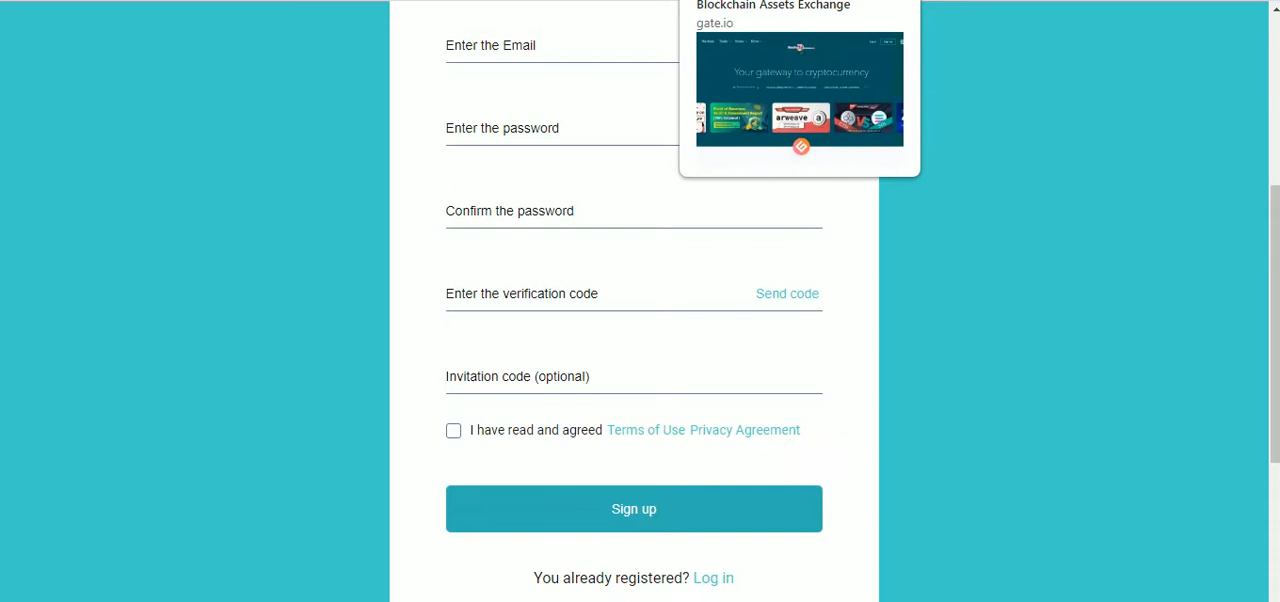 Blockchain Assets Exchange
gate.io
Your gateway to cryptocurrency
arweave
Enter the Email
Enter the password
Confirm the password
Enter the verification code Send code
Invitation code (optional)
I have read and agreed Terms of Use Privacy Agreement
Sign up
You already registered? Log in